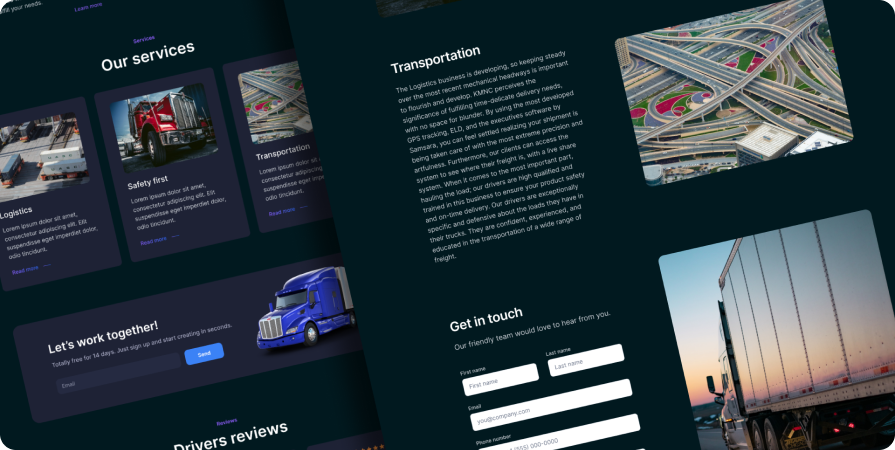 fulfill your needs.
Learn more
Services
Our services
Logistics
Lorem ipsum dolor sit amet,
consectetur adipiscing elit. Elit
suspendisse eget imperdiet dolor,
odio tincidunt.
Read more
Safety first
Lorem ipsum dolor sit amet,
consectetur adipiscing elit. Elit
suspendisse eget imperdiet dolor,
odio tincidunt.
Read more
Transportation
Lorem ipsum dolor sit
consectetur adipiscing
suspendisse eget
odio tincidunt.
Read more
Let's work together!
Totally free for 14 days. Just sign up and start creating in seconds.
Email
Send
Reviews
Drivers reviews
Transportation
The Logistics business is developing, so keeping steady
over the most recent mechanical headways is important
to flourish and develop. KMNC perceives the
significance of fulfilling time-delicate delivery needs,
with no space for blunder. By using the most developed
GPS tracking, ELD, and the executives software by
Samsara, you can feel settled realizing your shipment is
being taken care of with the most extreme precision and
artfulness. Furthermore, our clients can access the
system to see where their freight is, with a live share
system. When it comes to the most important part,
hauling the load; our drivers are high qualified and
trained in this business to ensure your product safety
and on-time delivery. Our drivers are exceptionally
specific and defensive about the loads they have in
their trucks. They are confident, experienced, and
educated in the transportation of a wide range of
freight.
Get in touch
Our friendly team would love to hear from you.
First name
Last name
First name
Last name
Email
you@company.com
Phone number
(555) 000-0000